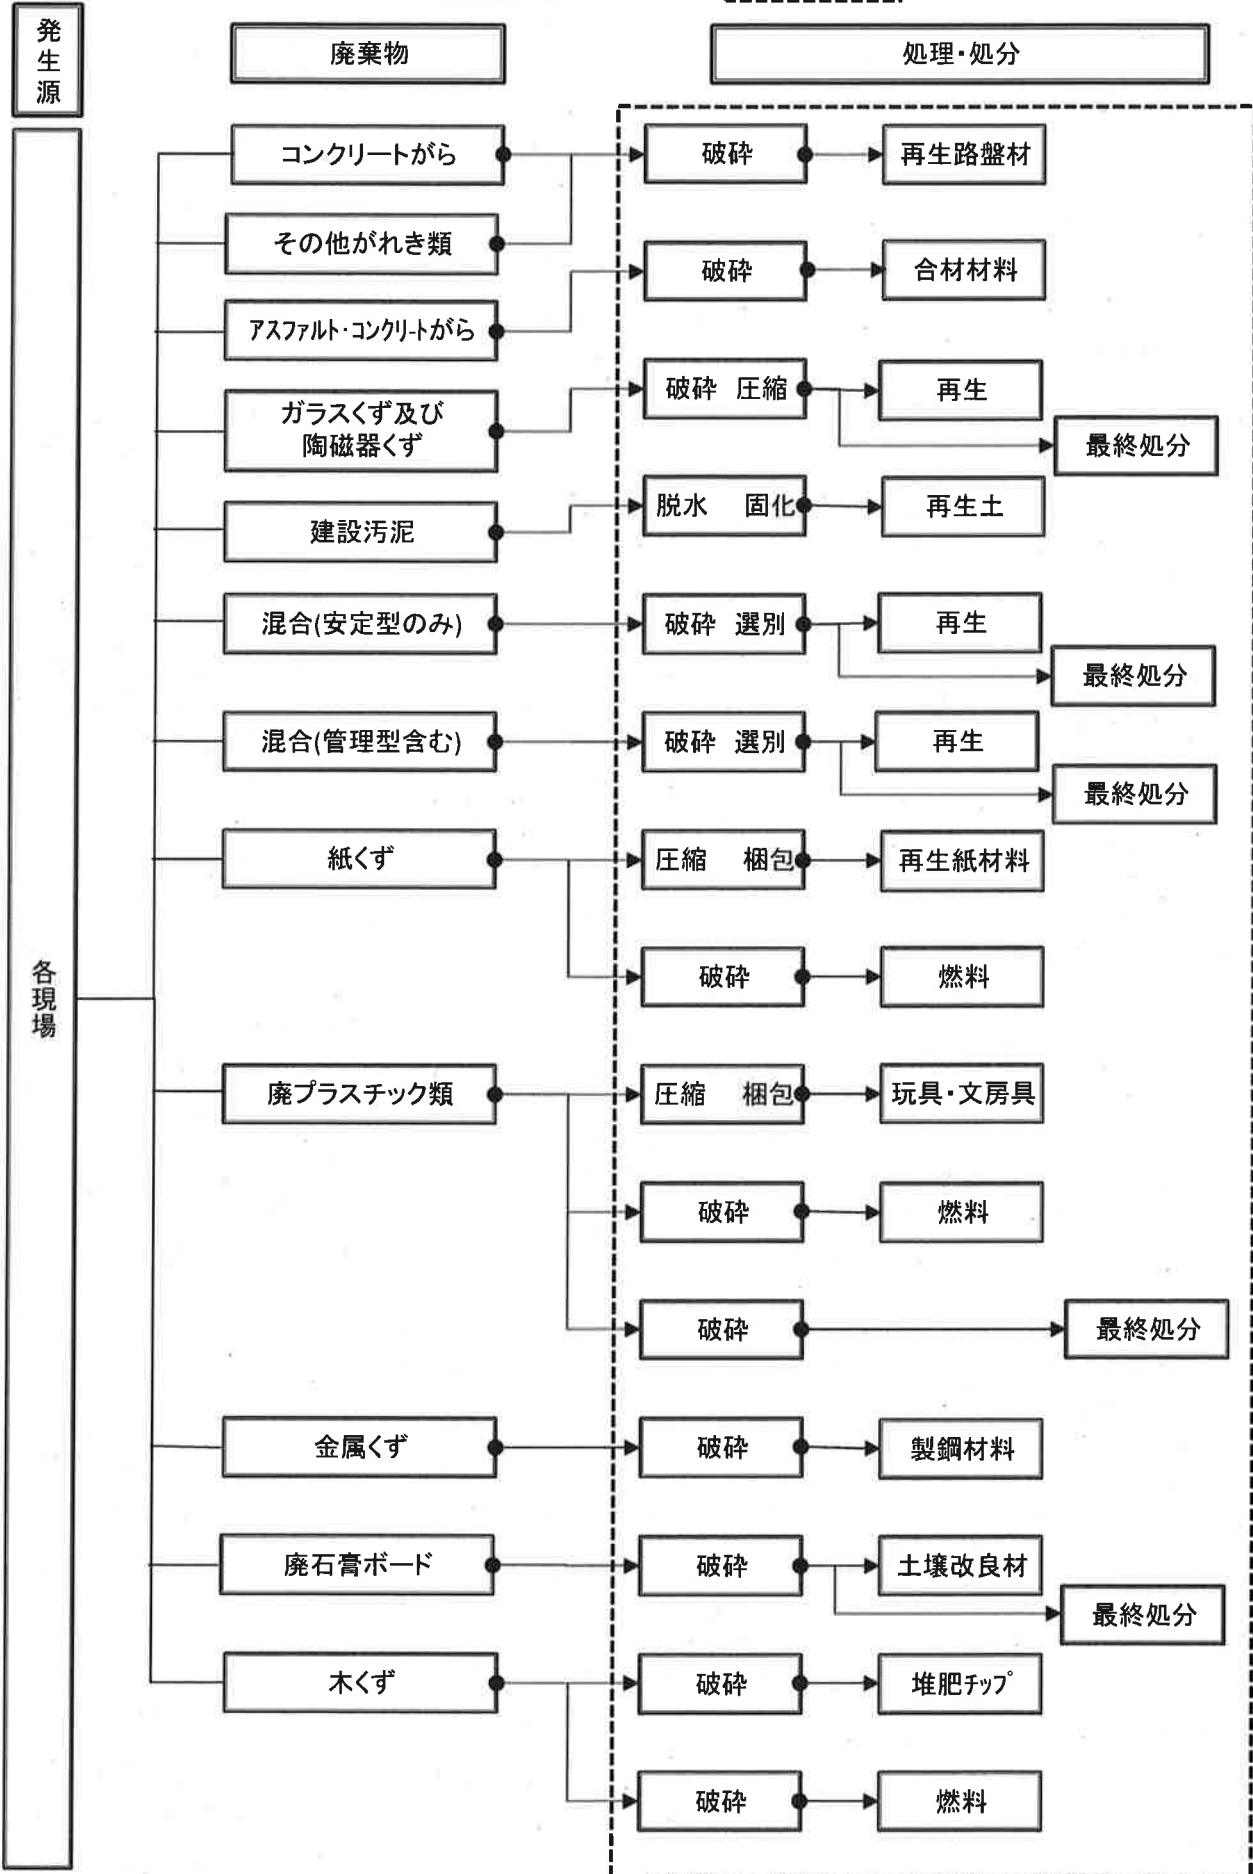 発生源
廃棄物
処理・処分
各現場
コンクリートがら
破砕
再生路盤材
その他がれき類
破砕
合材材料
アスファルト・コンクリートがら
破砕 圧縮
再生
ガラスくず及び
陶磁器くず
最終処分
脱水 固化
再生土
建設汚泥
混合(安定型のみ)
破砕 選別
再生
最終処分
混合(管理型含む)
破砕 選別
再生
最終処分
紙くず
圧縮 梱包
再生紙材料
破砕
燃料
廃プラスチック類
圧縮 梱包
玩具・文房具
破砕
燃料
破砕
最終処分
金属くず
破砕
製鋼材料
廃石膏ボード
破砕
土壌改良材
最終処分
木くず
破砕
堆肥チップ
破砕
燃料